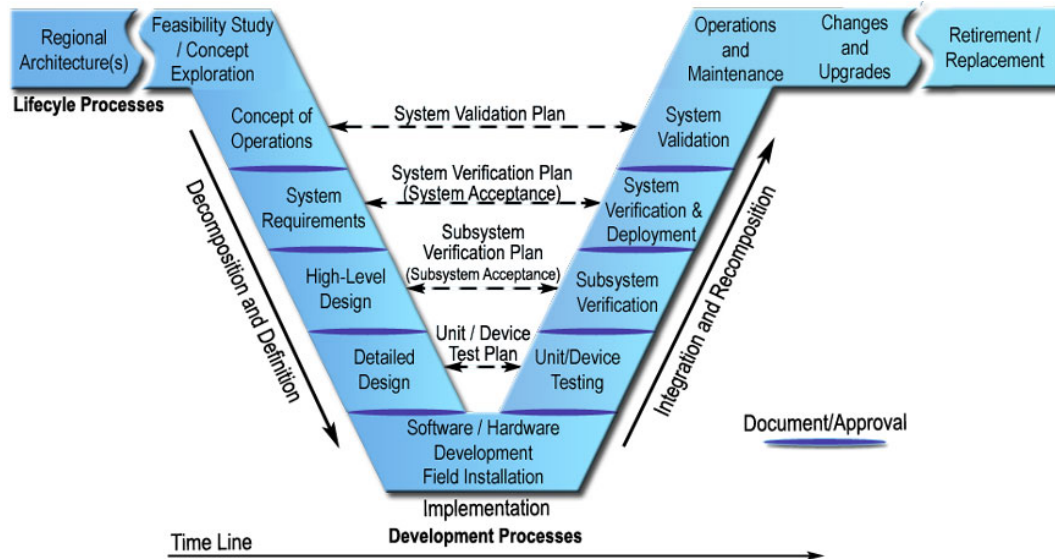 Regional
Architecture(s)
Feasibility Study
/ Concept
Exploration
Operations
and
Maintenance
Changes
and
Upgrades
Retirement /
Replacement
Lifecyle Processes
Concept of
Operations
System Validation Plan
System
Validation
System
Requirements
System Verification Plan
(System Acceptance)
System
Verification &
Deployment
High-Level
Design
Subsystem
Verification Plan
(Subsystem Acceptance)
Subsystem
Verification
Detailed
Design
Unit / Device
Test Plan
Unit/Device
Testing
Decomposition and Definition
Integration and Recomposition
Software / Hardware
Development
Field Installation
Document/Approval
Implementation
Development Processes
Time Line